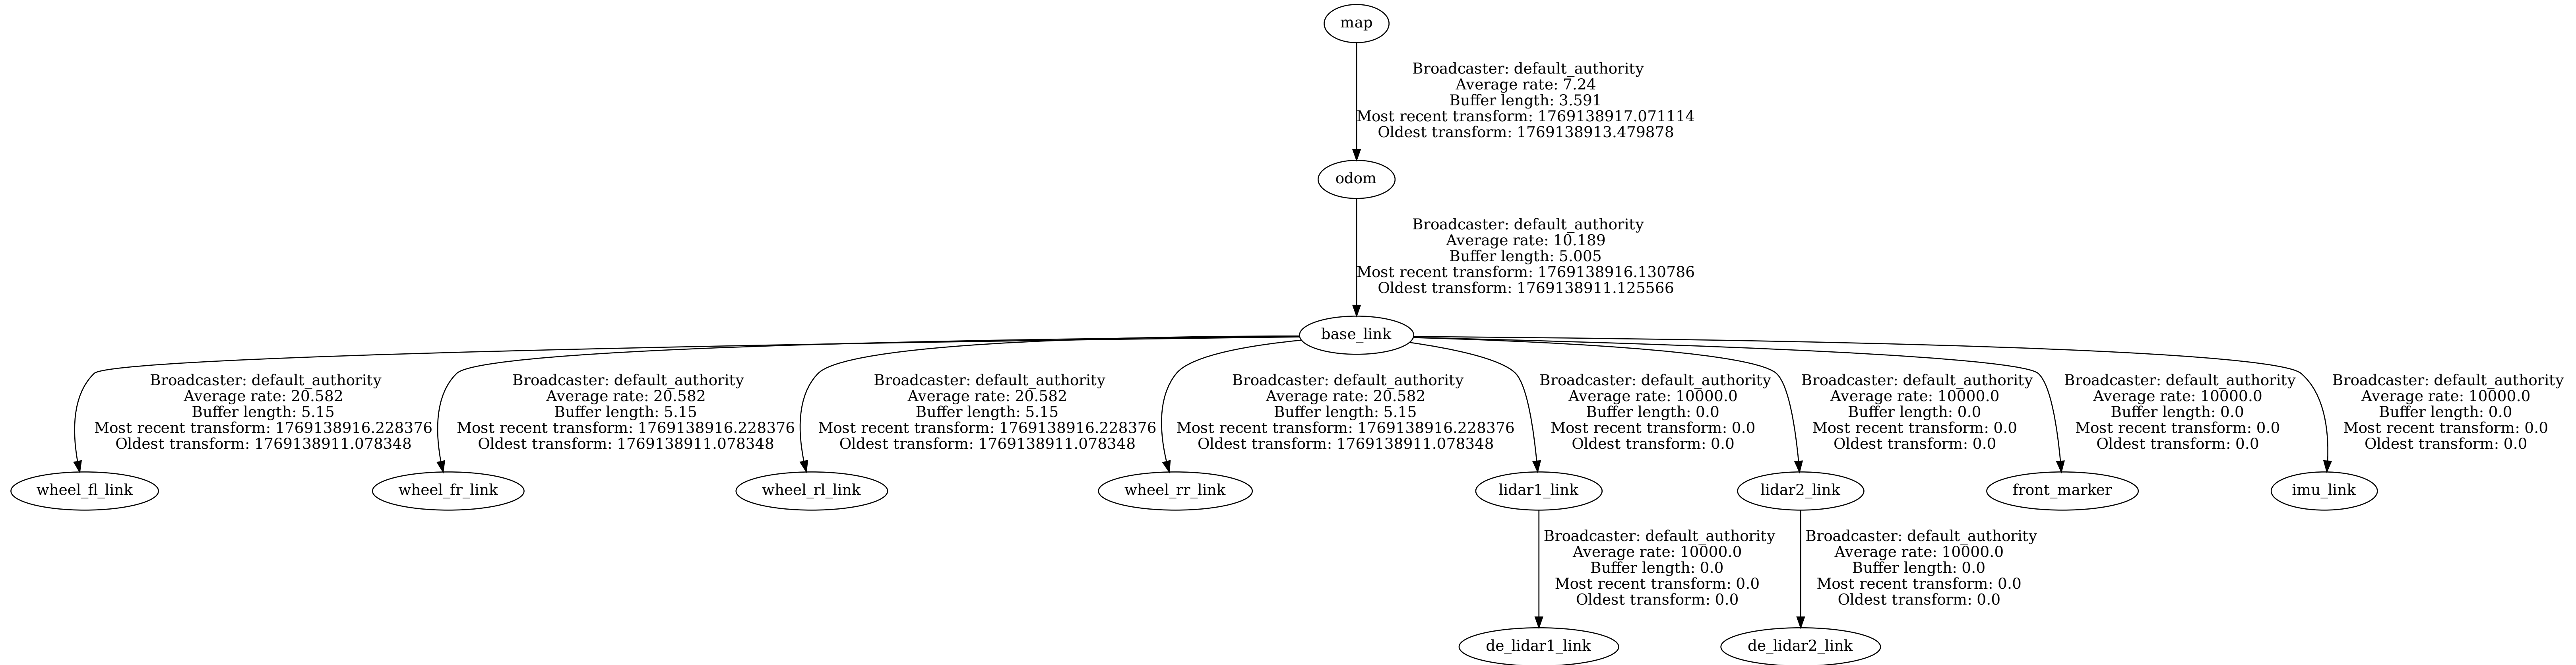 map
Broadcaster: default_authority
Average rate: 7.24
Buffer length: 3.591
Most recent transform: 1769138917.071114
Oldest transform: 1769138913.479878
odom
Broadcaster: default_authority
Average rate: 10.189
Buffer length: 5.005
Most recent transform: 1769138916.130786
Oldest transform: 1769138911.125566
base_link
Broadcaster: default_authority
Average rate: 20.582
Buffer length: 5.15
Most recent transform: 1769138916.228376
Oldest transform: 1769138911.078348
Broadcaster: default_authority
Average rate: 20.582
Buffer length: 5.15
Most recent transform: 1769138916.228376
Oldest transform: 1769138911.078348
Broadcaster: default_authority
Average rate: 20.582
Buffer length: 5.15
Most recent transform: 1769138916.228376
Oldest transform: 1769138911.078348
Broadcaster: default_authority
Average rate: 20.582
Buffer length: 5.15
Most recent transform: 1769138916.228376
Oldest transform: 1769138911.078348
Broadcaster: default_authority
Average rate: 10000.0
Buffer length: 0.0
Most recent transform: 0.0
Oldest transform: 0.0
Broadcaster: default_authority
Average rate: 10000.0
Buffer length: 0.0
Most recent transform: 0.0
Oldest transform: 0.0
Broadcaster: default_authority
Average rate: 10000.0
Buffer length: 0.0
Most recent transform: 0.0
Oldest transform: 0.0
Broadcaster: default_authority
Average rate: 10000.0
Buffer length: 0.0
Most recent transform: 0.0
Oldest transform: 0.0
wheel_fl_link
wheel_fr_link
wheel_rl_link
wheel_rr_link
lidar1_link
lidar2_link
front_marker
imu_link
Broadcaster: default_authority
Average rate: 10000.0
Buffer length: 0.0
Most recent transform: 0.0
Oldest transform: 0.0
Broadcaster: default_authority
Average rate: 10000.0
Buffer length: 0.0
Most recent transform: 0.0
Oldest transform: 0.0
de_lidar1_link
de_lidar2_link